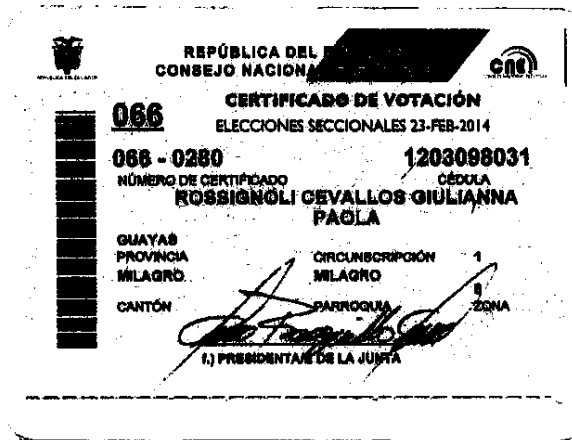 REPÚBLICA DEL
CONSEJO NACIONA
cne
CERTIFICADO DE VOTACIÓN
066
ELECCIONES SECCIONALES 23-FEB-2014
066 - 0280
1203098031
NÚMERO DE CERTIFICADO
CÉDULA
ROSSIGNOLI CEVALLOS GIULIANNA
PAOLA
GUAYAS
PROVINCIA
CIRCUNSCRIPCIÓN
1
MILAGRO
MILAGRO
CANTÓN
PARROQUIA
ZONA
f.) PRESIDENTA/E DE LA JUNTA